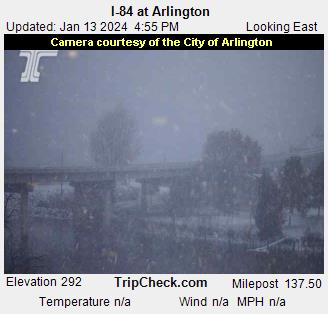 I-84 at Arlington
Updated: Jan 13 2024 4:55 PM Looking East
Camera courtesy of the City of Arlington
Elevation 292 TripCheck.com Milepost 137.50
Temperature n/a Wind n/a MPH n/a